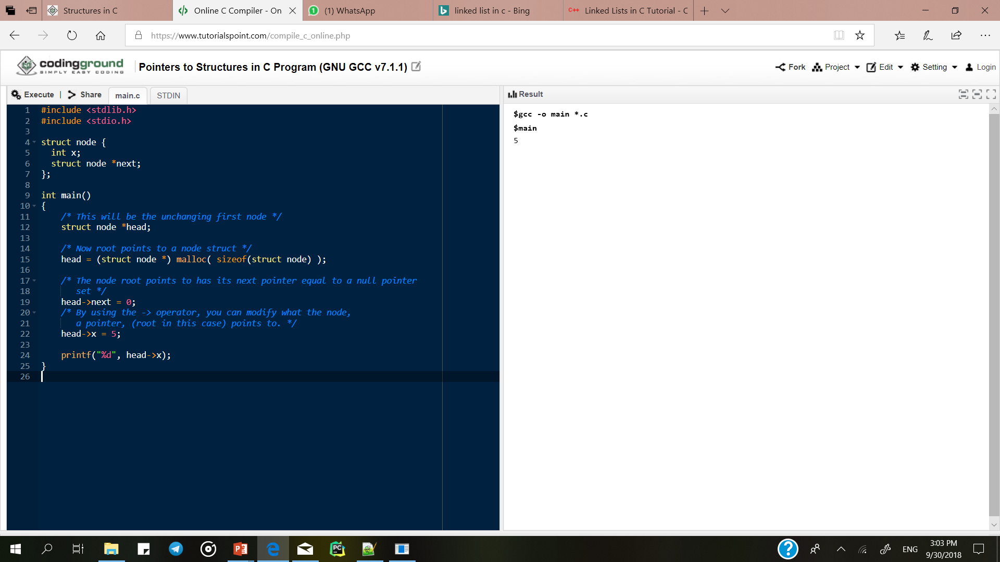 Structures in C
Online C Compiler - On
(1) WhatsApp
linked list in c - Bing
C++ Linked Lists in C Tutorial - C
https://www.tutorialspoint.com/compile_c_online.php
codingground
SIMPLY EASY CODING
Pointers to Structures in C Program (GNU GCC v7.1.1)
Fork Project Edit Setting Login
Execute | Share main.c STDIN
Result
1 #include <stdlib.h>
2 #include <stdio.h>
3
4 struct node {
5 int x;
6 struct node *next;
7 };
8
9 int main()
10 {
11 /* This will be the unchanging first node */
12 struct node *head;
13
14 /* Now root points to a node struct */
15 head = (struct node *) malloc( sizeof(struct node) );
16
17 /* The node root points to has its next pointer equal to a null pointer
18 set */
19 head->next = 0;
20 /* By using the -> operator, you can modify what the node,
21 a pointer, (root in this case) points to. */
22 head->x = 5;
23
24 printf("%d", head->x);
25 }
26
$gcc -o main *.c
$main
5
ENG
3:03 PM
9/30/2018